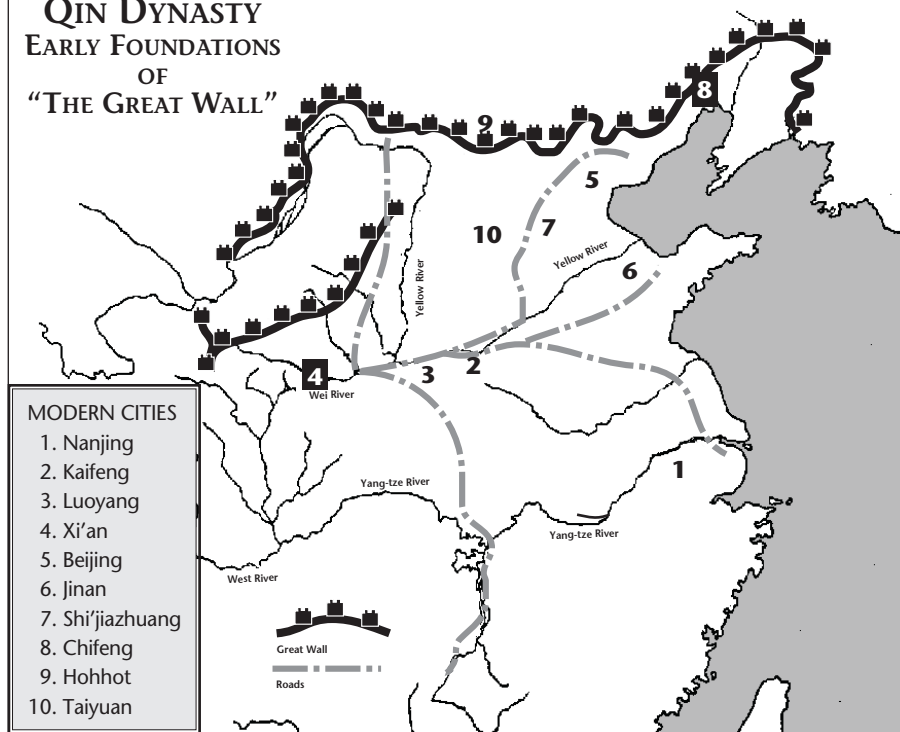 QIN DYNASTY
EARLY FOUNDATIONS
OF
“THE GREAT WALL”
8
9
5
10
7
6
Yellow River
Yellow River
4
3
2
Wei River
1
Yang-tze River
Yang-tze River
West River
Great Wall
Roads
MODERN CITIES
1. Nanjing
2. Kaifeng
3. Luoyang
4. Xi’an
5. Beijing
6. Jinan
7. Shi’jiazhuang
8. Chifeng
9. Hohhot
10. Taiyuan